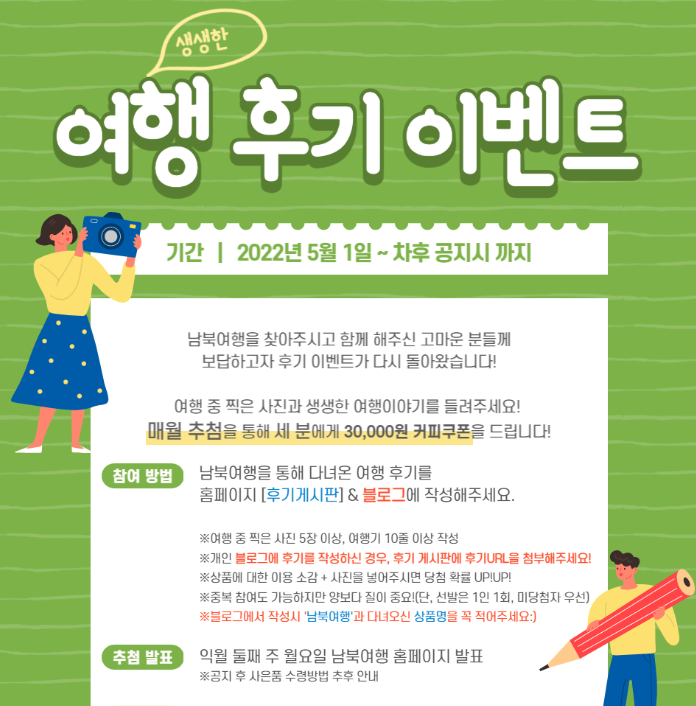 생생한
여행 후기 이벤트
기간 | 2022년 5월 1일 ~ 차후 공지시 까지
남북여행을 찾아주시고 함께 해주신 고마운 분들께
보답하고자 후기 이벤트가 다시 돌아왔습니다!
여행 중 찍은 사진과 생생한 여행이야기를 들려주세요!
매월 추첨을 통해 세 분에게 30,000원 커피쿠폰을 드립니다!
참여 방법
남북여행을 통해 다녀온 여행 후기를
홈페이지 [후기게시판] & 블로그에 작성해주세요.
※여행 중 찍은 사진 5장 이상, 여행기 10줄 이상 작성
※개인 블로그에 후기를 작성하신 경우, 후기 게시판에 후기URL을 첨부해주세요!
※상품에 대한 이용 소감 + 사진을 넣어주시면 당첨 확률 UP!UP!
※중복 참여도 가능하지만 양보다 질이 중요!(단, 선발은 1인 1회, 미당첨자 우선)
※블로그에서 작성시 '남북여행'과 다녀오신 상품명을 꼭 적어주세요:)
추첨 발표
익월 둘째 주 월요일 남북여행 홈페이지 발표
※공지 후 사은품 수령방법 추후 안내